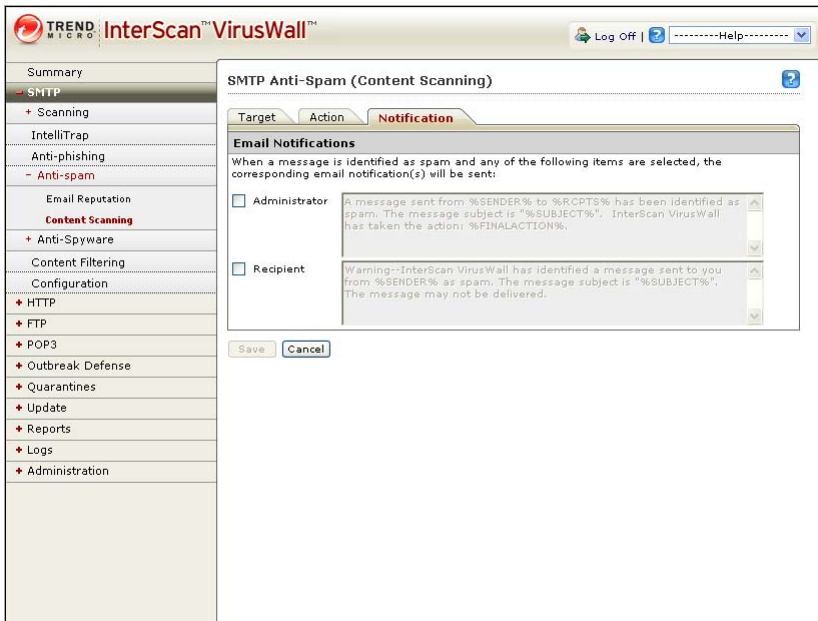 TREND MICRO InterScan™ VirusWall™
Log Off | ? ---------Help---------
Summary
- SMTP
+ Scanning
IntelliTrap
Anti-phishing
- Anti-spam
Email Reputation
Content Scanning
+ Anti-Spyware
Content Filtering
Configuration
+ HTTP
+ FTP
+ POP3
+ Outbreak Defense
+ Quarantines
+ Update
+ Reports
+ Logs
+ Administration
SMTP Anti-Spam (Content Scanning) ?
Target Action Notification
Email Notifications
When a message is identified as spam and any of the following items are selected, the
corresponding email notification(s) will be sent:
Administrator
A message sent from %SENDER% to %RCPTS% has been identified as
spam. The message subject is "%SUBJECT%". InterScan VirusWall
has taken the action: %FINALACTION%.
Recipient
Warning--InterScan VirusWall has identified a message sent to you
from %SENDER% as spam. The message subject is "%SUBJECT%".
The message may not be delivered.
Save Cancel